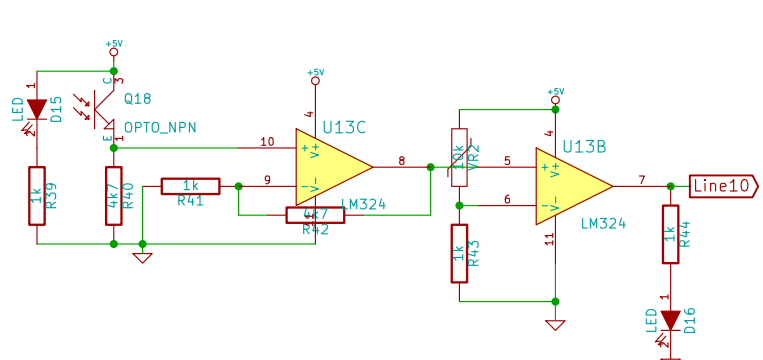 +5V
LED
1
2
D15
C
3
Q18
OPTO_NPN
E
1
1k
R39
4k7
R40
1k
R41
+5V
4
U13C
10
+
V+
9
-
V-
8
LM324
4k7
R42
+5V
4
U13B
10k
VR2
5
+
V+
6
-
V-
7
Line10
LM324
11
1k
R43
1k
R44
LED
1
2
D16